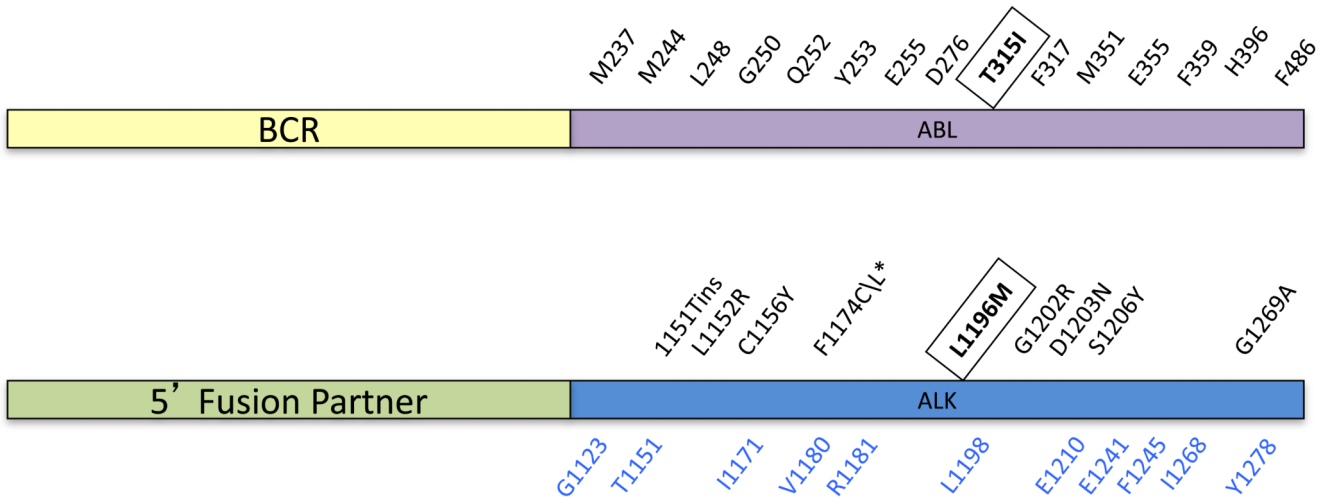 M237
M244
L248
G250
Q252
Y253
E255
D276
T315I
F317
M351
E355
F359
H396
F486
BCR
ABL
1151Tins
L1152R
C1156Y
F1174C\L*
L1196M
G1202R
D1203N
S1206Y
G1269A
5’ Fusion Partner
ALK
G1123
T1151
I1171
V1180
R1181
L1198
E1210
E1241
F1245
I1268
Y1278